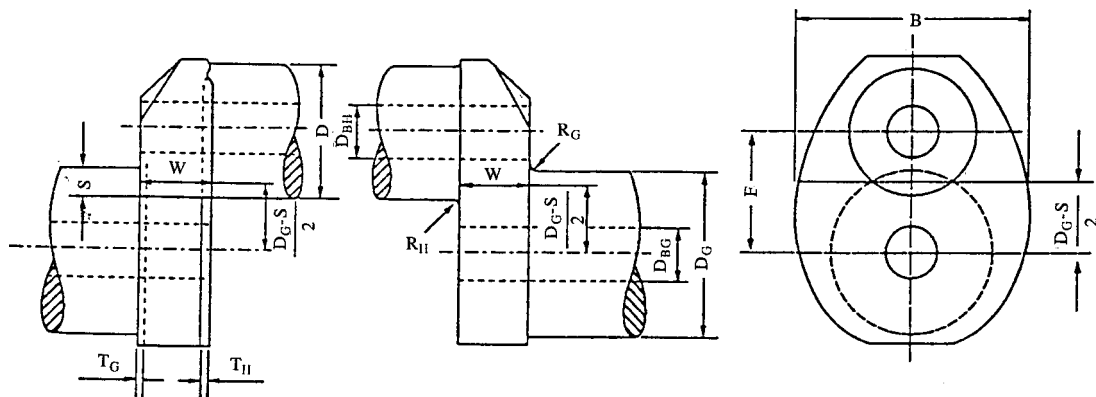 S
W
D_G-S
2
D
T_G
T_H
D_BH
R_G
W
R_H
D_G-S
2
D_BG
D_G
B
E
D_G-S
2